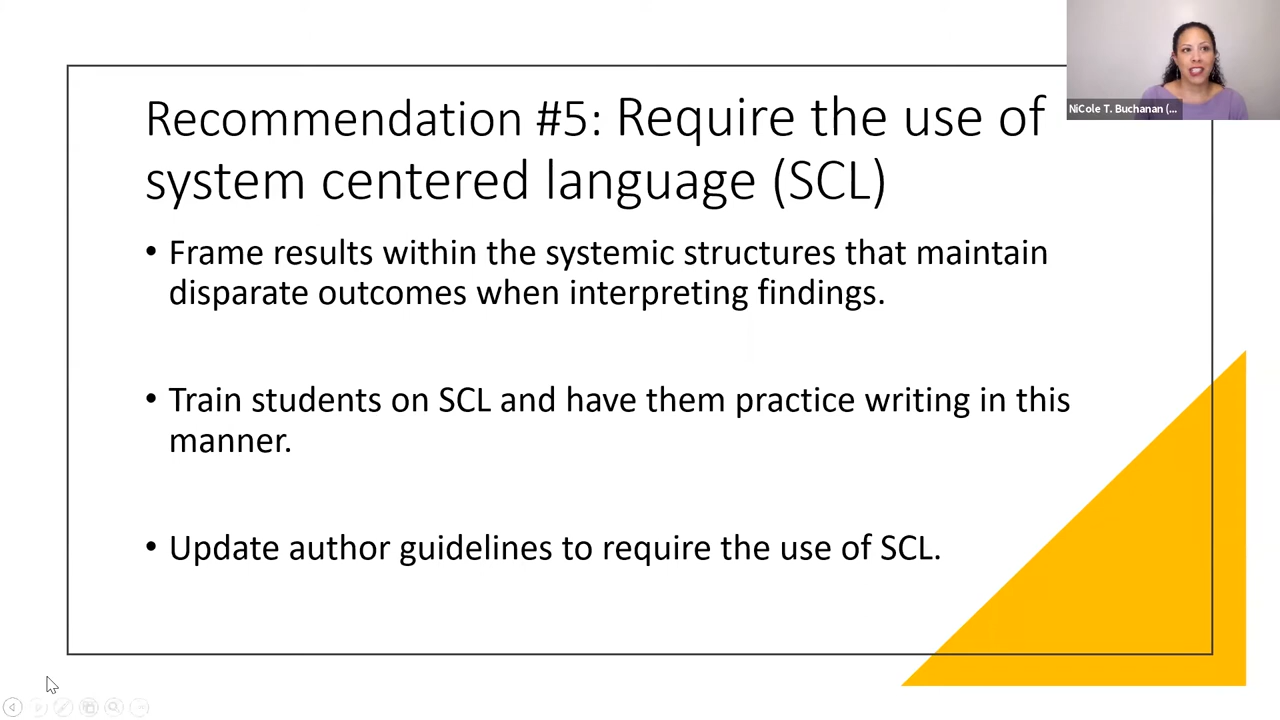 NiCole T. Buchanan (...
Recommendation #5: Require the use of
system centered language (SCL)
• Frame results within the systemic structures that maintain
disparate outcomes when interpreting findings.
• Train students on SCL and have them practice writing in this
manner.
• Update author guidelines to require the use of SCL.